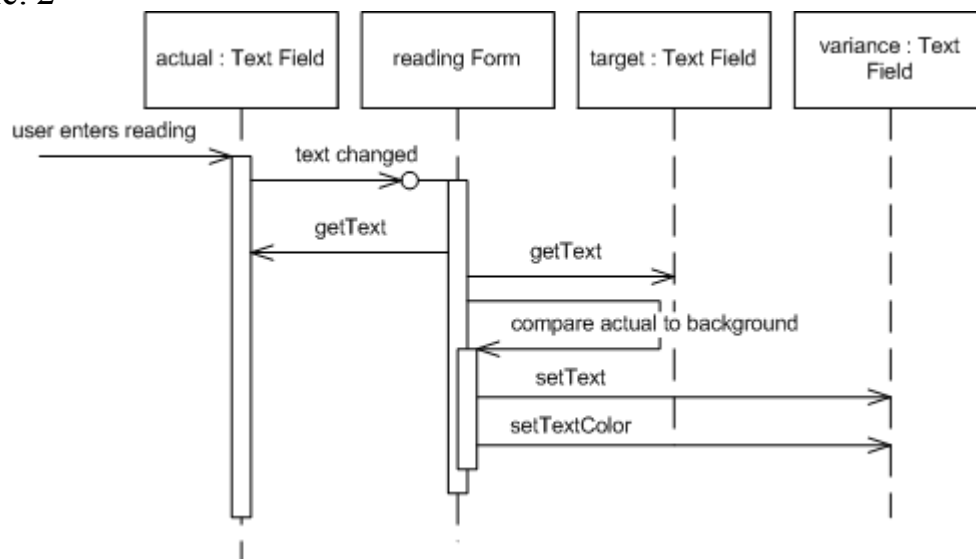 actual : Text Field
reading Form
target : Text Field
variance : Text
Field
user enters reading
text changed
getText
getText
compare actual to background
setText
setTextColor